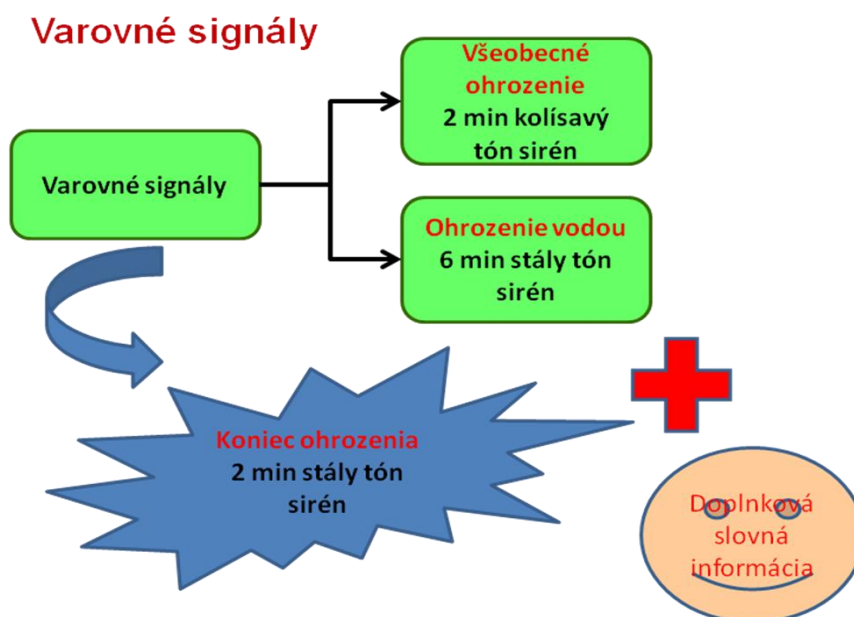 Varovné signály
Všeobecné
ohrozenie
2 min kolísavý
tón sirén
Varovné signály
Ohrozenie vodou
6 min stály tón
sirén
Koniec ohrozenia
2 min stály tón
sirén
Doplnková
slovná
informácia